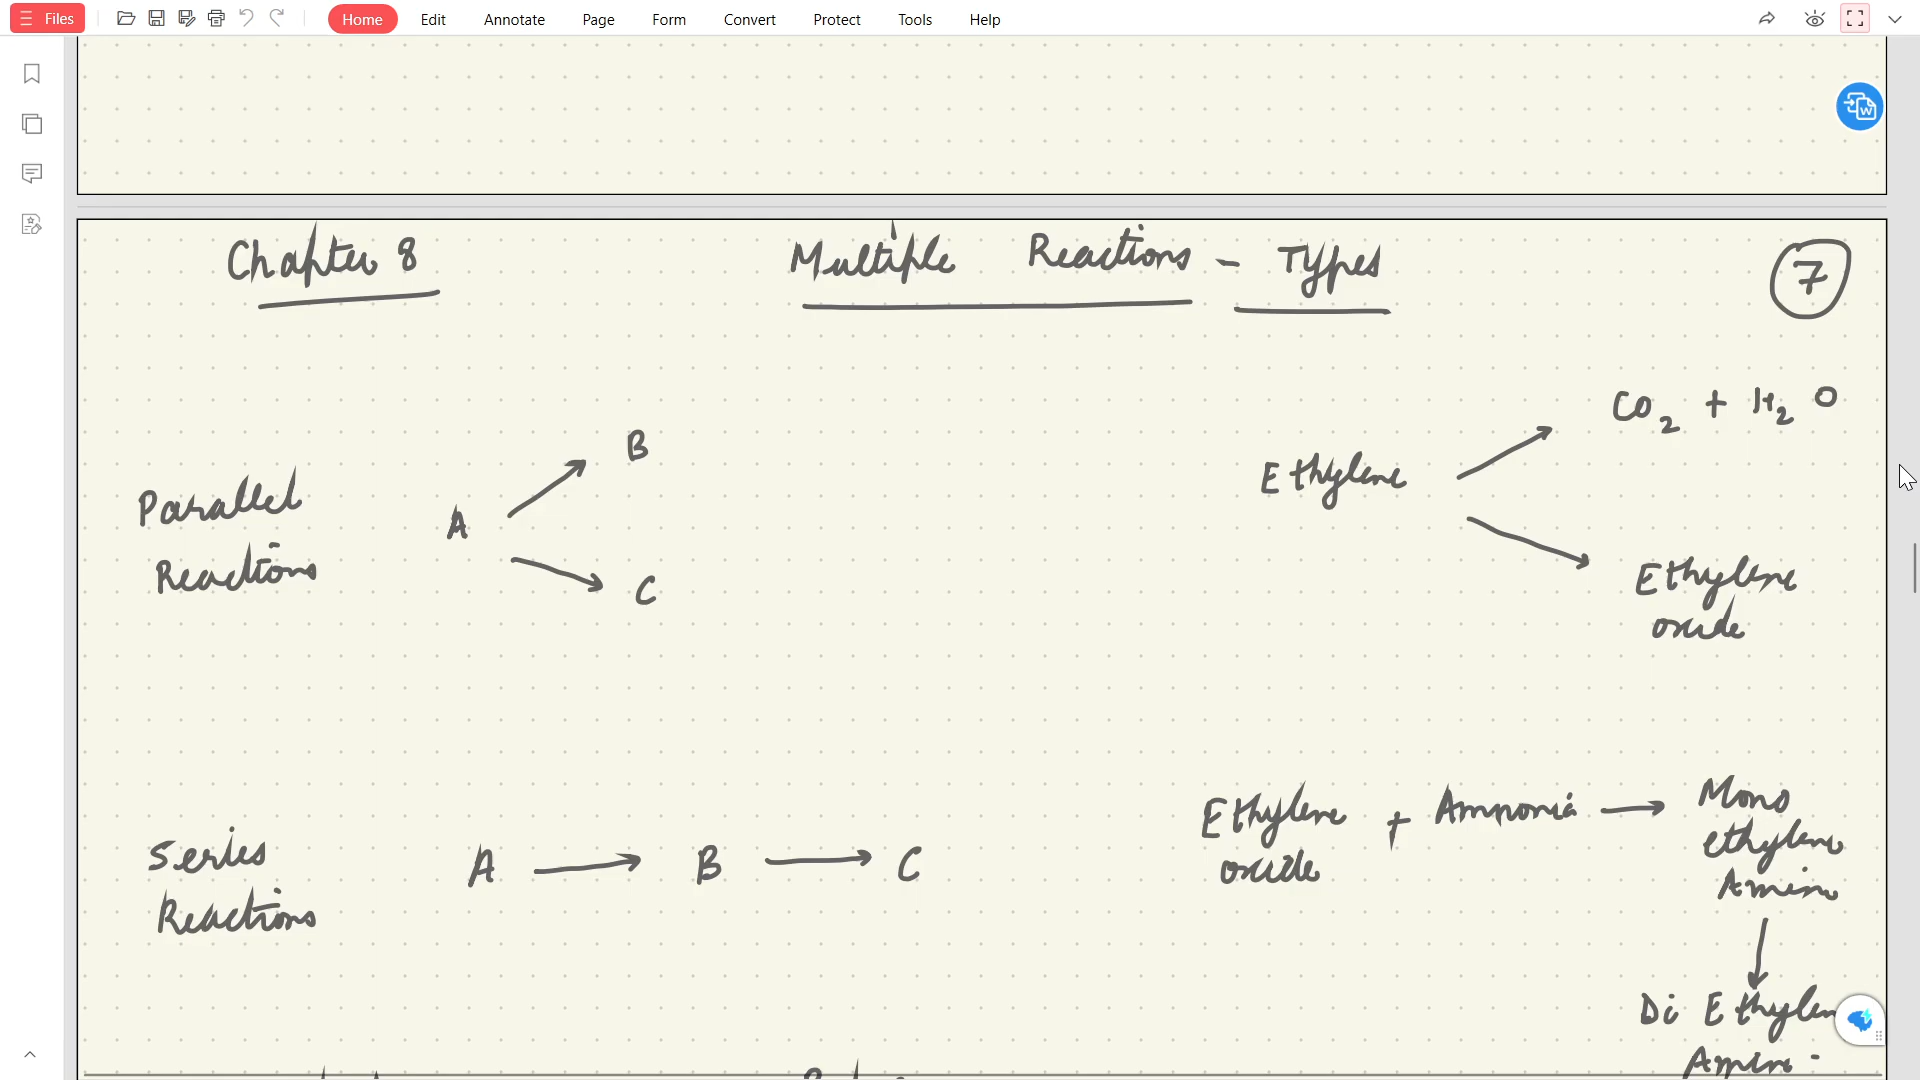 Files Home Edit Annotate Page Form Convert Protect Tools Help
Chapter 8 Multiple Reactions - Types 7
CO2 + H2O
B
Ethylene
Parallel
A
Reactions
Ethylene
C
oxide
Mono
Ethylene + Ammonia →
ethylene
Series
A → B → C
oxide
Amine
Reactions
Di Ethylene
Amine